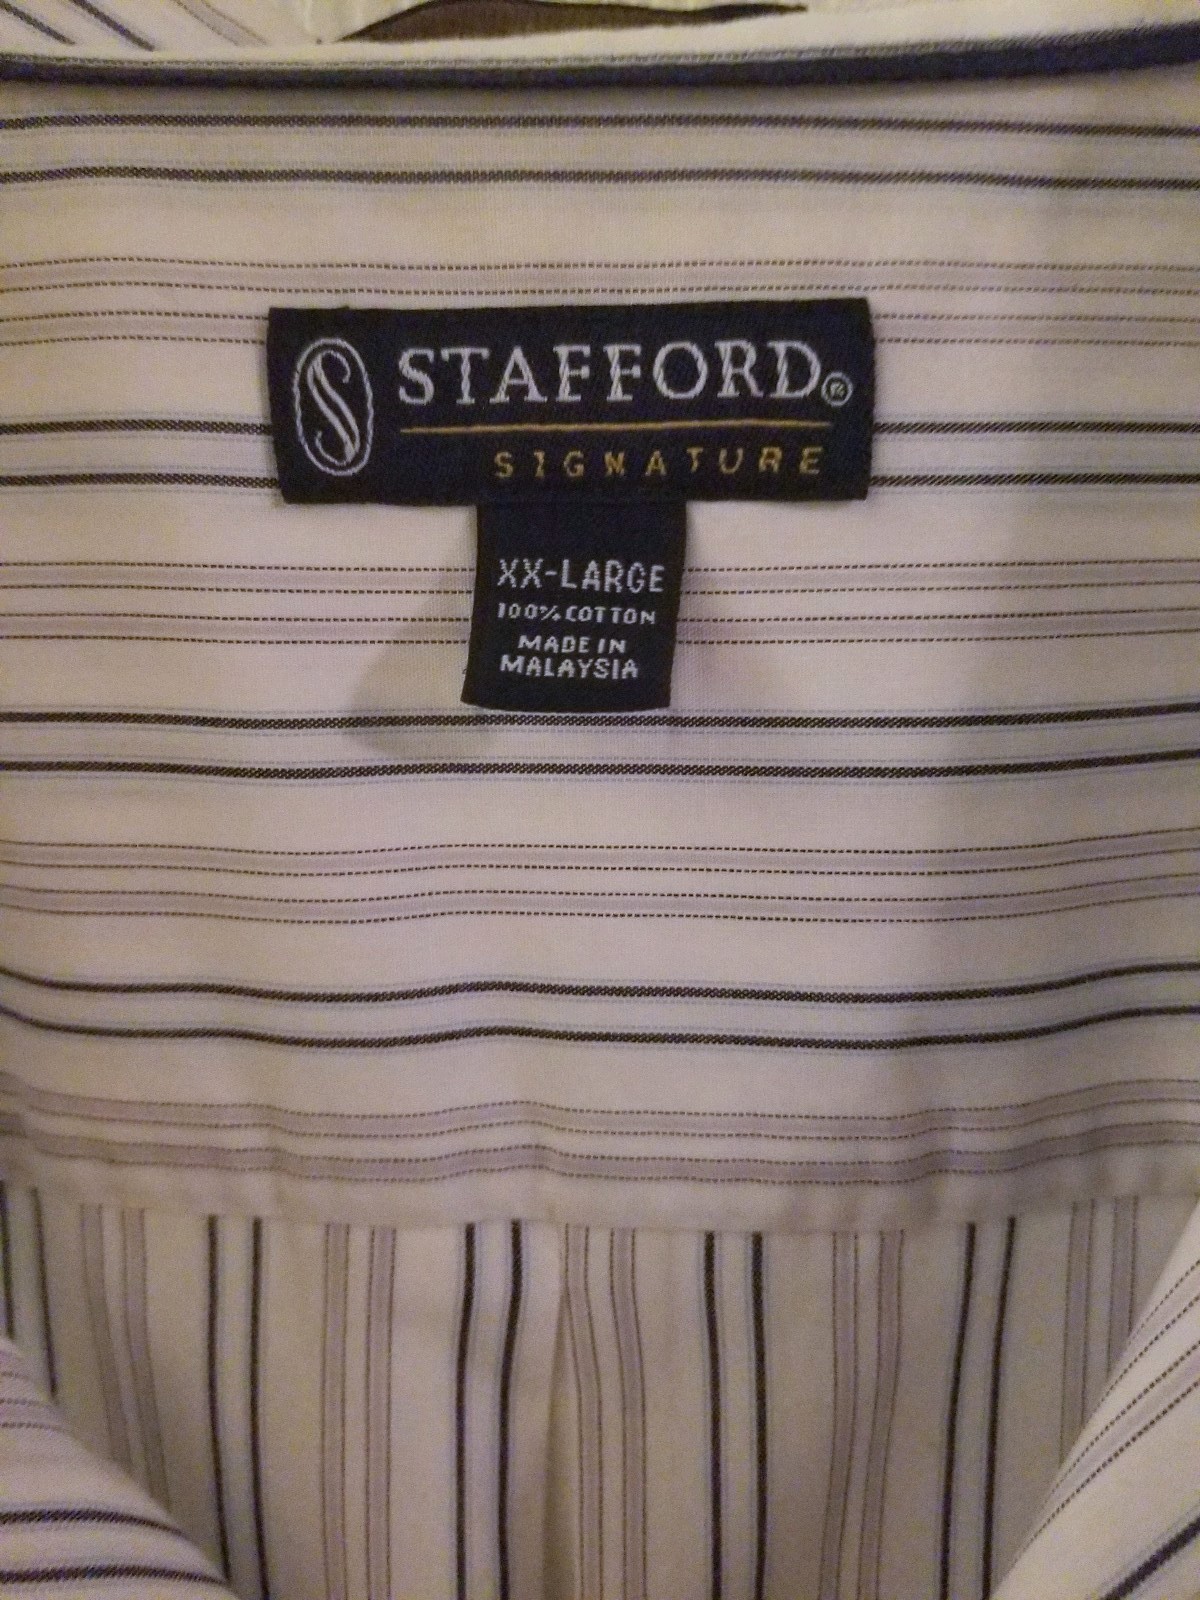 S STAFFORD®
SIGNATURE
XX-LARGE
100% COTTON
MADE IN
MALAYSIA